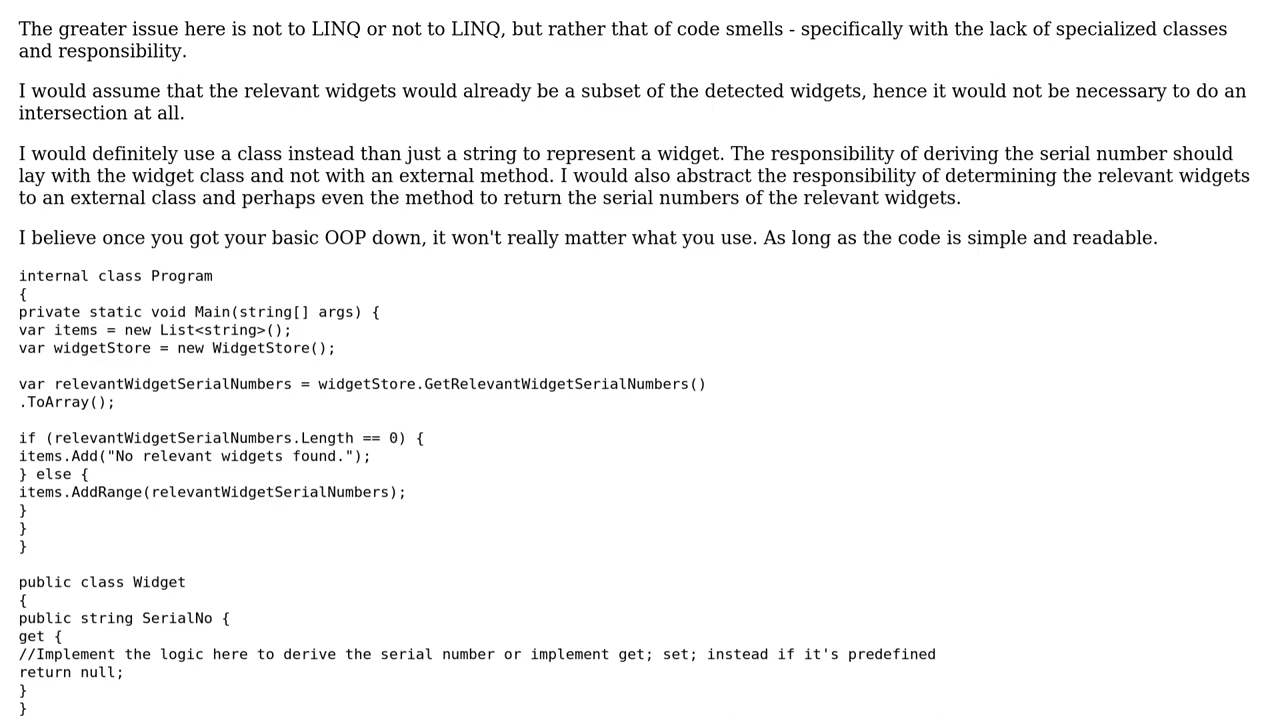 The greater issue here is not to LINQ or not to LINQ, but rather that of code smells - specifically with the lack of specialized classes
and responsibility.
I would assume that the relevant widgets would already be a subset of the detected widgets, hence it would not be necessary to do an
intersection at all.
I would definitely use a class instead than just a string to represent a widget. The responsibility of deriving the serial number should
lay with the widget class and not with an external method. I would also abstract the responsibility of determining the relevant widgets
to an external class and perhaps even the method to return the serial numbers of the relevant widgets.
I believe once you got your basic OOP down, it won't really matter what you use. As long as the code is simple and readable.
internal class Program
{
private static void Main(string[] args) {
var items = new List<string>();
var widgetStore = new WidgetStore();
var relevantWidgetSerialNumbers = widgetStore.GetRelevantWidgetSerialNumbers()
.ToArray();
if (relevantWidgetSerialNumbers.Length == 0) {
items.Add("No relevant widgets found.");
} else {
items.AddRange(relevantWidgetSerialNumbers);
}
}
}
public class Widget
{
public string SerialNo {
get {
//Implement the logic here to derive the serial number or implement get; set; instead if it's predefined
return null;
}
}